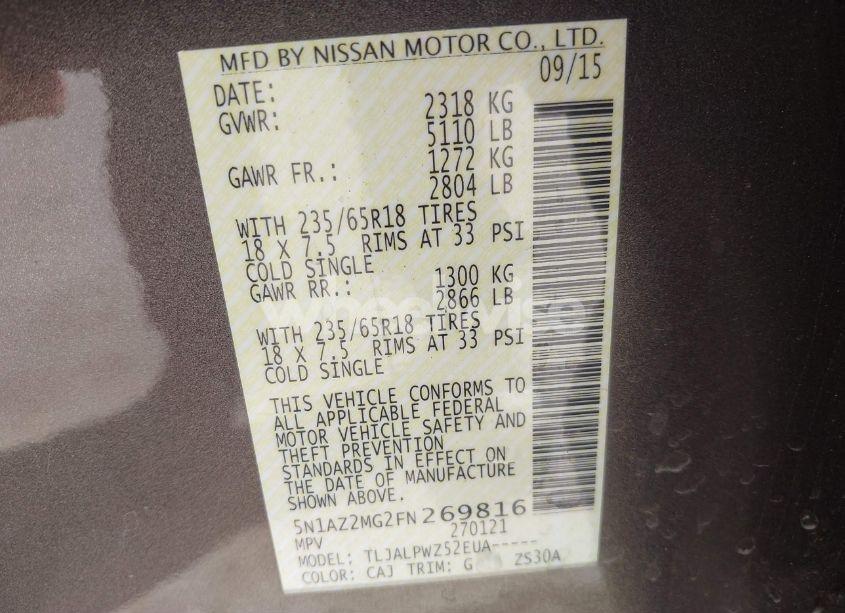 MFD BY NISSAN MOTOR CO., LTD.
DATE: 09/15
GVWR: 2318 KG
5110 LB
GAWR FR.: 1272 KG
2804 LB
WITH 235/65R18 TIRES
18 X 7.5 RIMS AT 33 PSI
COLD SINGLE
GAWR RR.: 1300 KG
2866 LB
WITH 235/65R18 TIRES
18 X 7.5 RIMS AT 33 PSI
COLD SINGLE
THIS VEHICLE CONFORMS TO
ALL APPLICABLE FEDERAL
MOTOR VEHICLE SAFETY AND
THEFT PREVENTION
STANDARDS IN EFFECT ON
THE DATE OF MANUFACTURE
SHOWN ABOVE.
5N1AZ2MG2FN269816
MPV 270121
MODEL: TLJALPWZ52EUA-----
COLOR: CAJ TRIM: G ZS30A